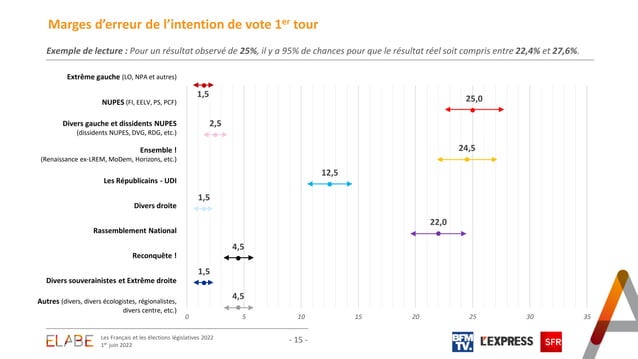 Marges d'erreur de l'intention de vote 1er tour
Exemple de lecture : Pour un résultat observé de 25%, il y a 95% de chances pour que le résultat réel soit compris entre 22,4% et 27,6%.
Extrême gauche (LO, NPA et autres)
1,5
NUPES (FI, EELV, PS, PCF)
25,0
Divers gauche et dissidents NUPES
(dissidents NUPES, DVG, RDG, etc.)
2,5
Ensemble !
(Renaissance ex-LREM, MoDem, Horizons, etc.)
24,5
Les Républicains - UDI
12,5
Divers droite
1,5
Rassemblement National
22,0
Reconquête !
4,5
Divers souverainistes et Extrême droite
1,5
Autres (divers, divers écologistes, régionalistes,
divers centre, etc.)
4,5
0 5 10 15 20 25 30 35
ELABE
Les Français et les élections législatives 2022
1er juin 2022
- 15 -
BFM
TV.
L'EXPRESS
SFR